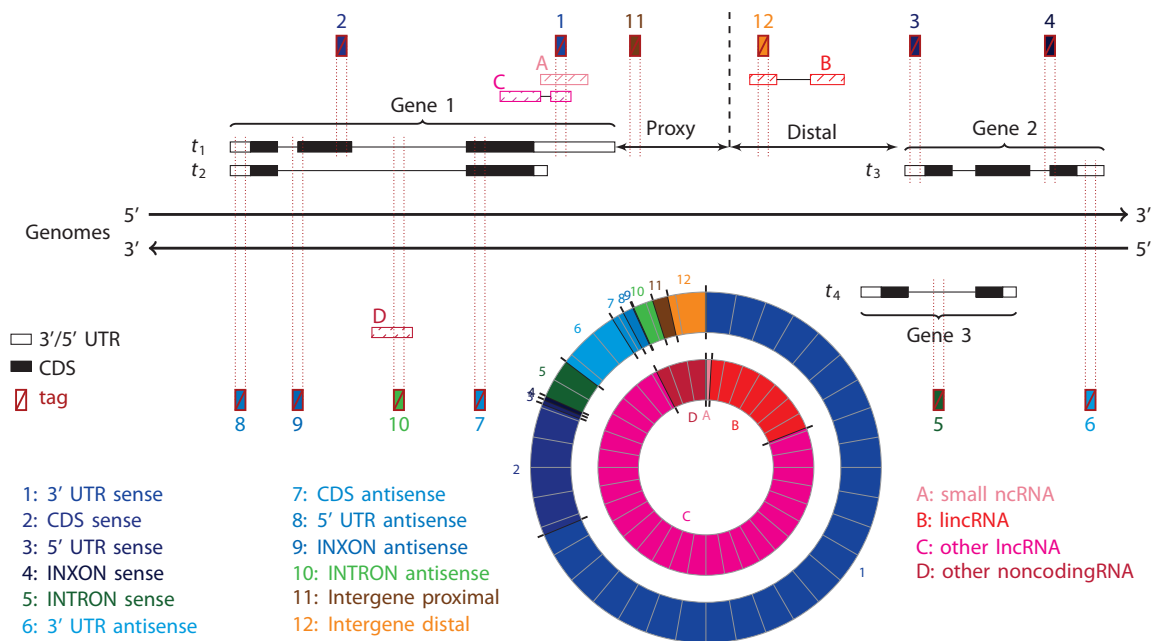 2
1
11
12
3
4
A
B
C
Gene 1
Proxy
Distal
Gene 2
t1
t2
t3
5′
3′
Genomes
3′
5′
t4
Gene 3
D
3′/5′ UTR
CDS
tag
8
9
10
7
5
6
12
11
10
9
8
7
6
5
4
3
2
1
A
B
C
D
1: 3′ UTR sense
2: CDS sense
3: 5′ UTR sense
4: INXON sense
5: INTRON sense
6: 3′ UTR antisense
7: CDS antisense
8: 5′ UTR antisense
9: INXON antisense
10: INTRON antisense
11: Intergene proximal
12: Intergene distal
A: small ncRNA
B: lincRNA
C: other lncRNA
D: other noncodingRNA